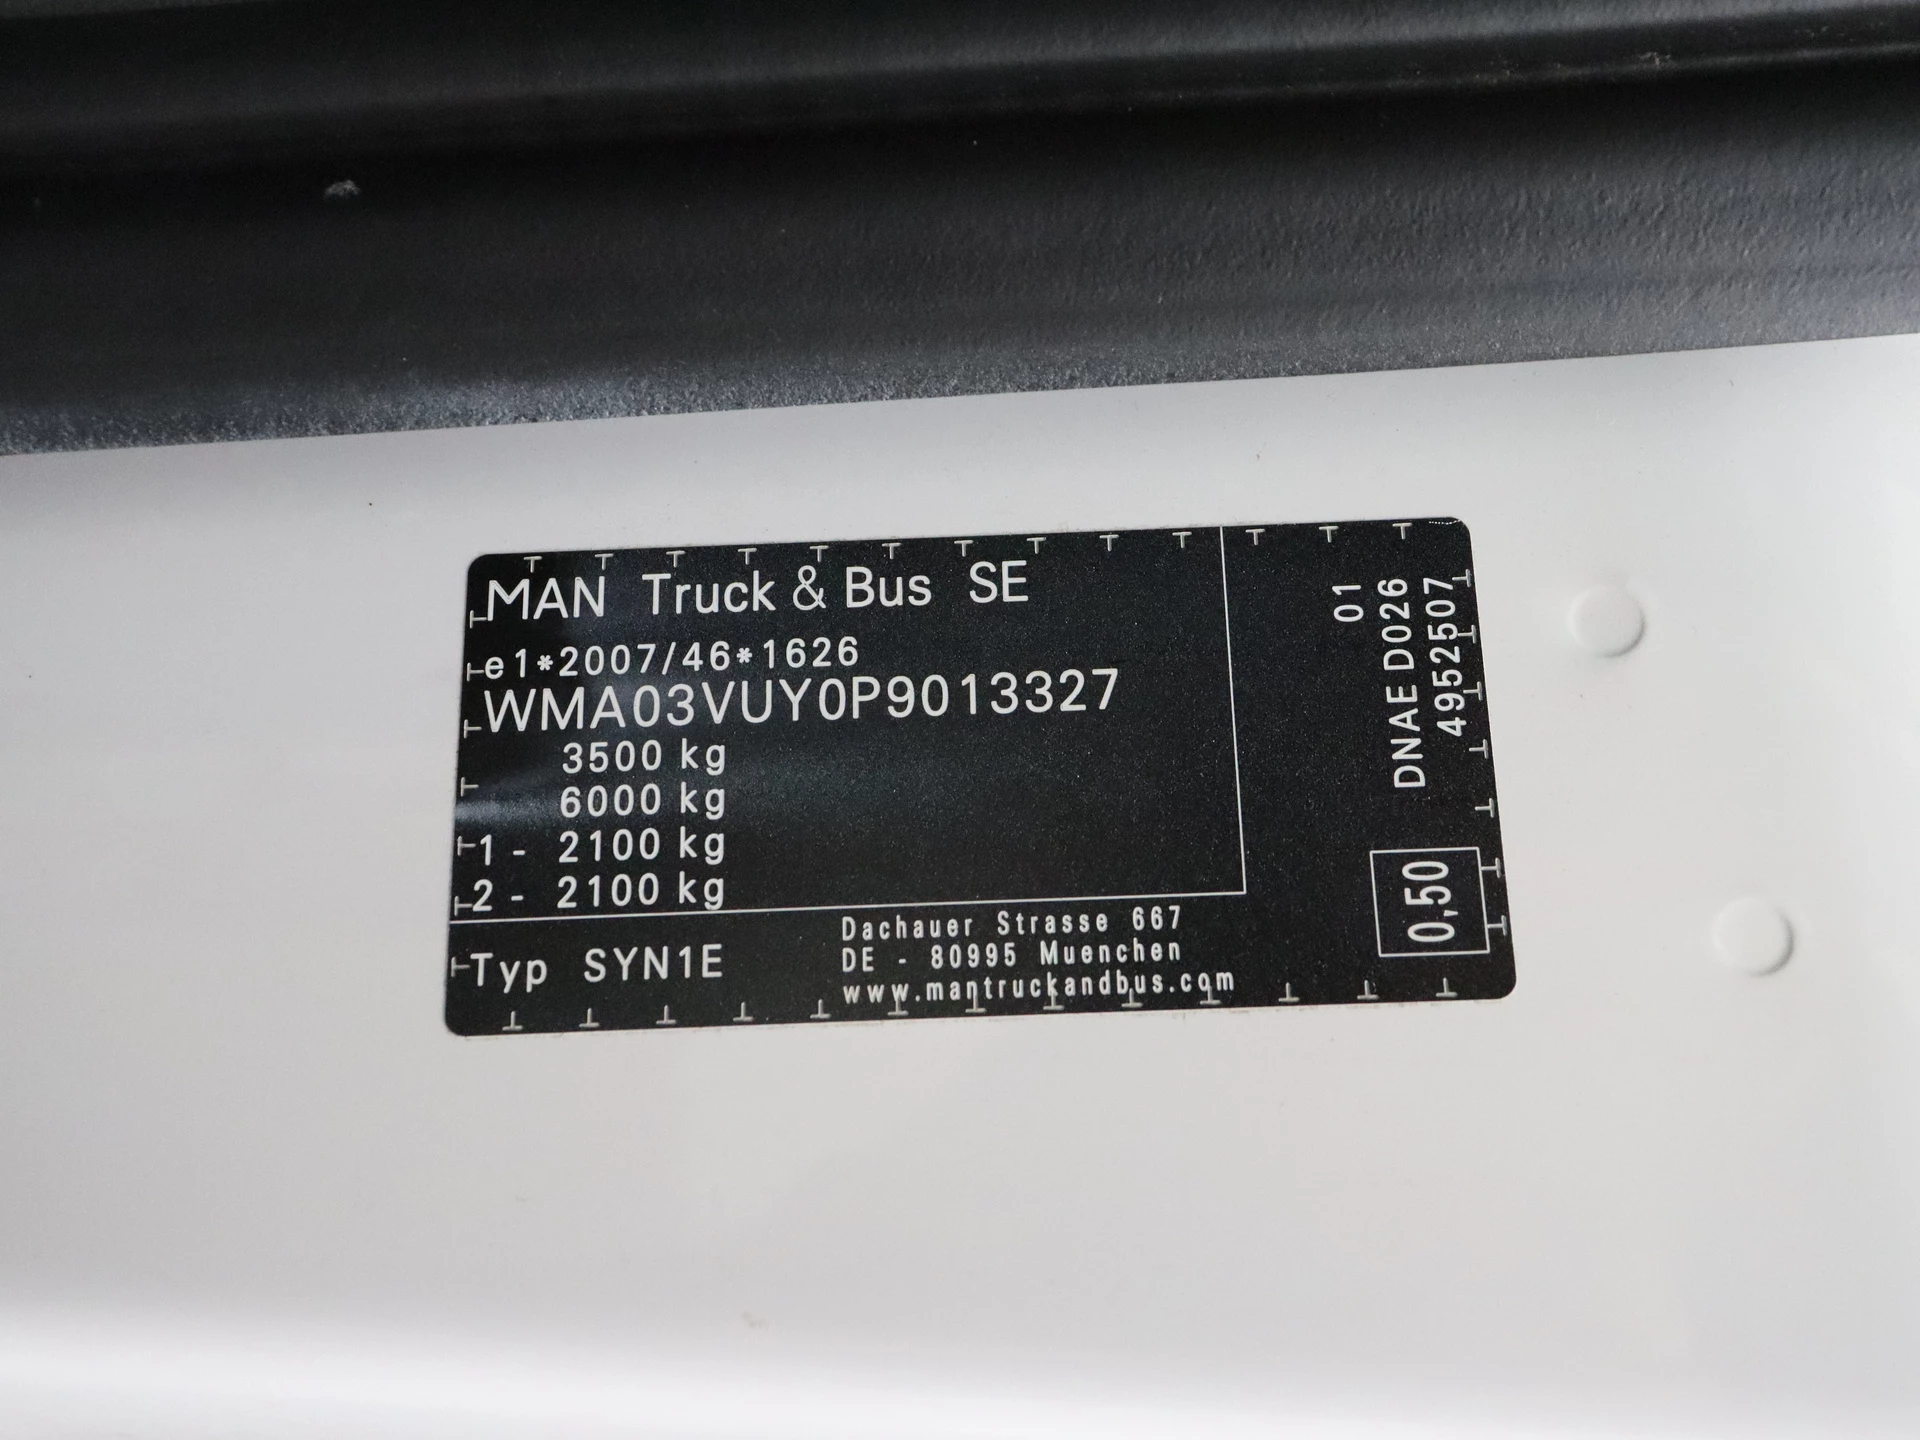 MAN Truck & Bus SE
e1*2007/46*1626
WMA03VUY0P9013327
3500 kg
6000 kg
1 - 2100 kg
2 - 2100 kg
Typ SYN1E
Dachauer Strasse 667
DE - 80995 Muenchen
www.mantruckandbus.com
01
DNAE D026
4952507
0,50